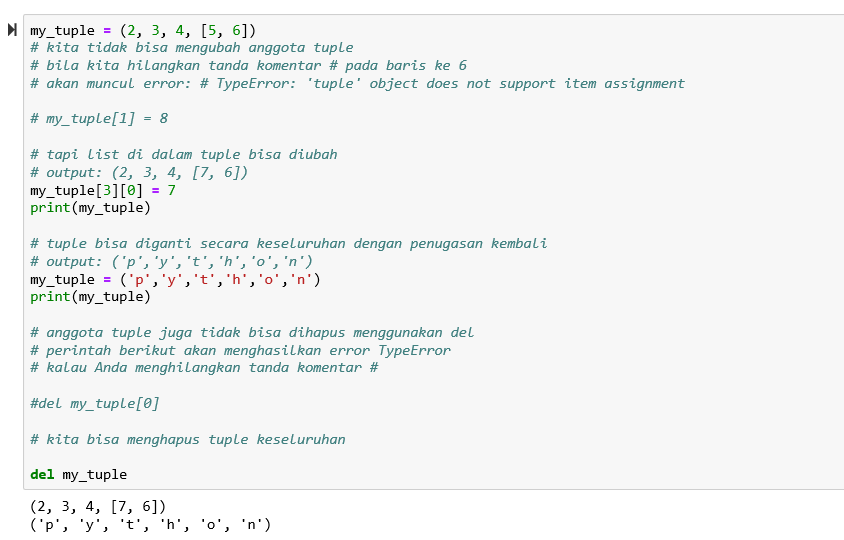 my_tuple = (2, 3, 4, [5, 6])
# kita tidak bisa mengubah anggota tuple
# bila kita hilangkan tanda komentar # pada baris ke 6
# akan muncul error: # TypeError: 'tuple' object does not support item assignment
# my_tuple[1] = 8
# tapi list di dalam tuple bisa diubah
# output: (2, 3, 4, [7, 6])
my_tuple[3][0] = 7
print(my_tuple)
# tuple bisa diganti secara keseluruhan dengan penugasan kembali
# output: ('p','y','t','h','o','n')
my_tuple = ('p','y','t','h','o','n')
print(my_tuple)
# anggota tuple juga tidak bisa dihapus menggunakan del
# perintah berikut akan menghasilkan error TypeError
# kalau Anda menghilangkan tanda komentar #
#del my_tuple[0]
# kita bisa menghapus tuple keseluruhan
del my_tuple
(2, 3, 4, [7, 6])
('p', 'y', 't', 'h', 'o', 'n')